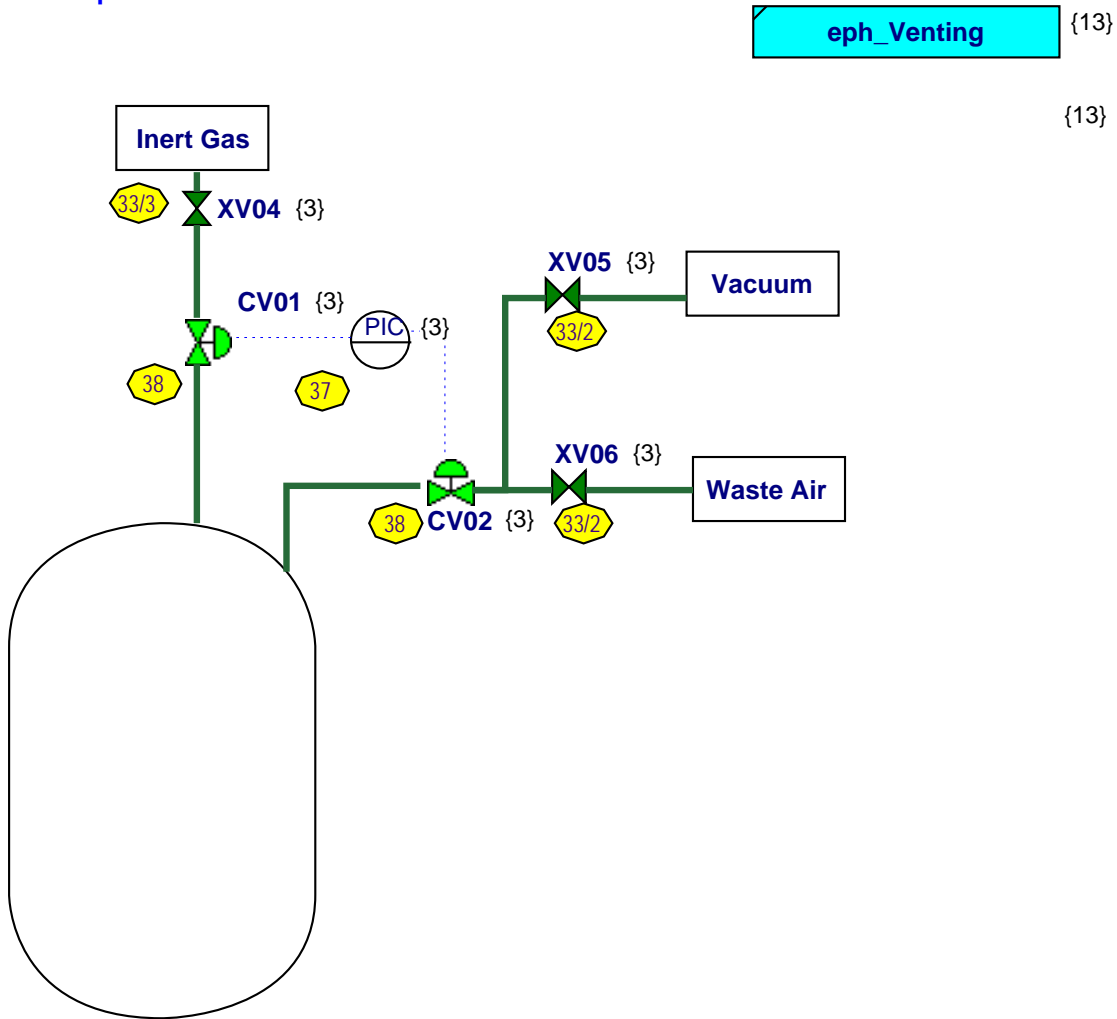 eph_Venting {13}
{13}
Inert Gas
33/3 XV04 {3}
XV05 {3}
Vacuum
CV01 {3}
PIC {3}
33/2
38
37
XV06 {3}
Waste Air
38 CV02 {3} 33/2